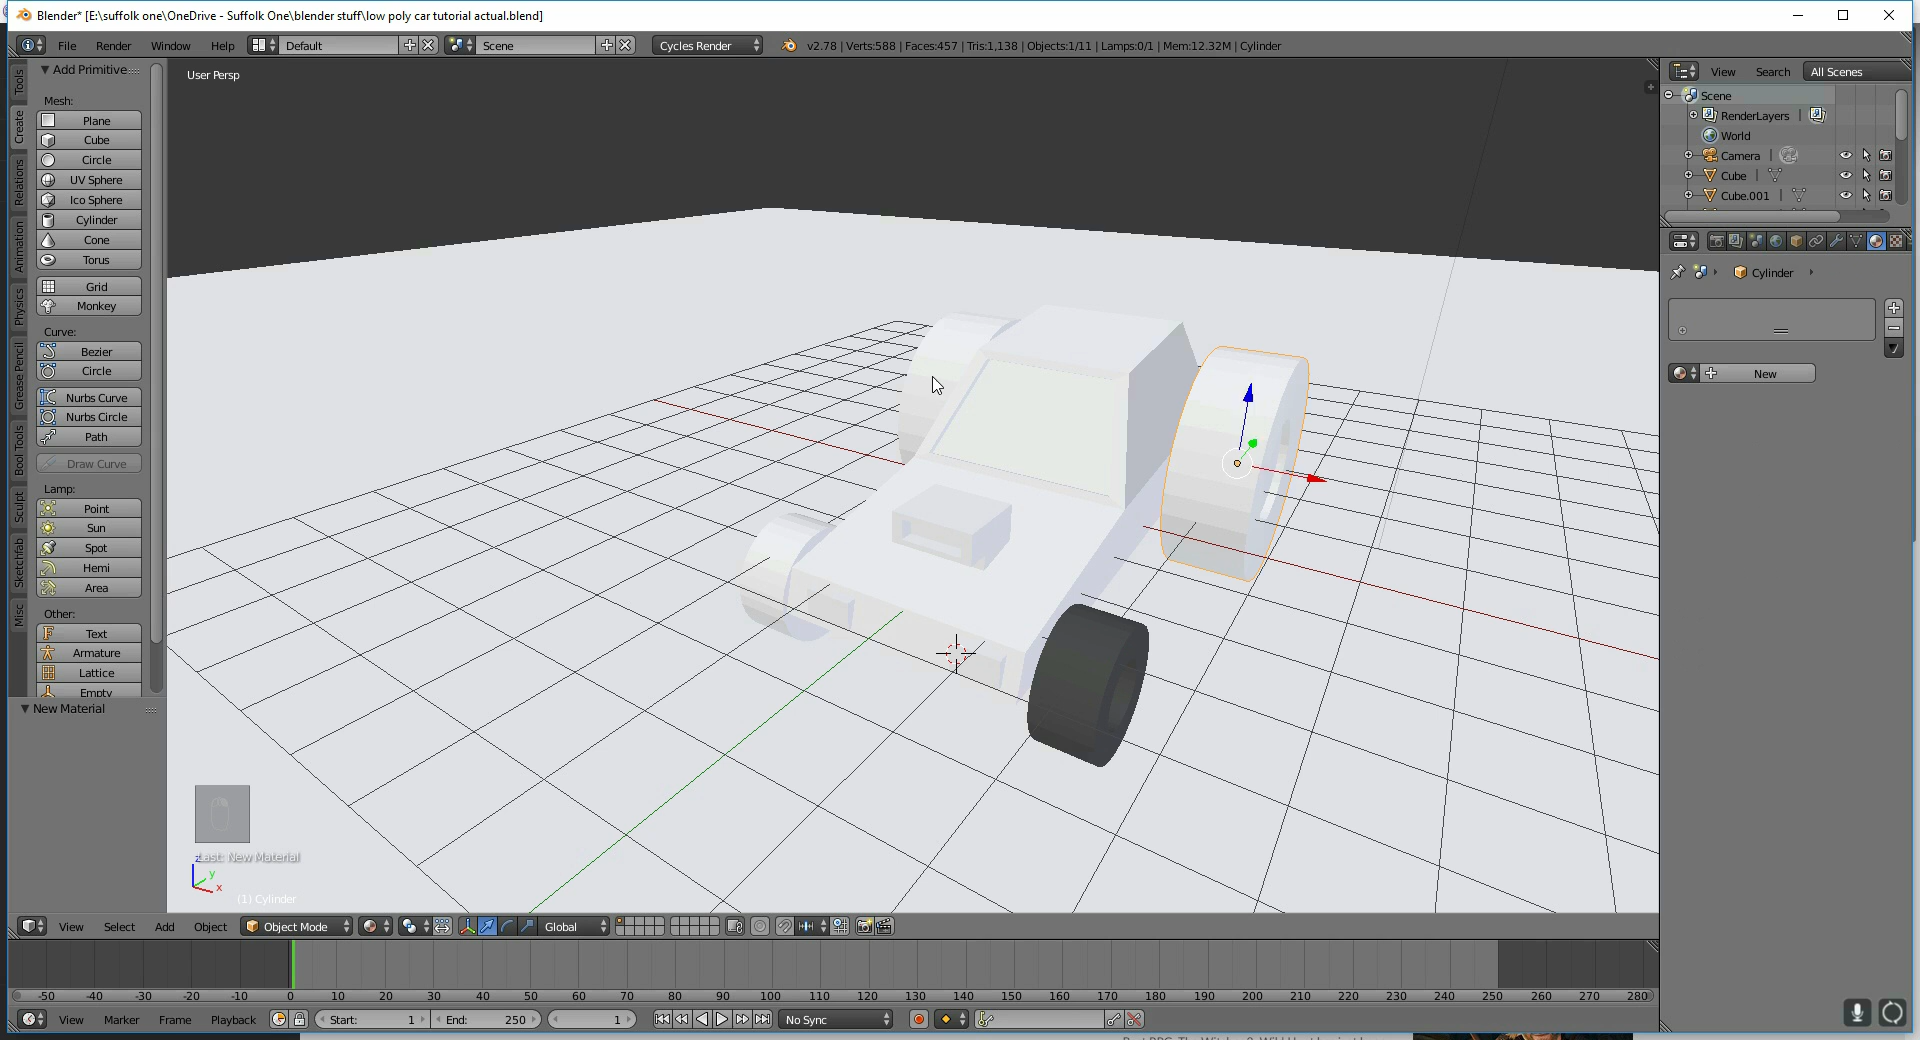 Blender* [E:\suffolk one\OneDrive - Suffolk One\blender stuff\low poly car tutorial actual.blend]
File Render Window Help Default Scene Cycles Render v2.78 | Verts:588 | Faces:457 | Tris:1,138 | Objects:1/11 | Lamps:0/1 | Mem:12.32M | Cylinder
Tools
Create
Relations
Animation
Physics
Grease Pencil
Bool Tools
Sculpt
Sketchfab
Misc
Add Primitive
Mesh:
Plane
Cube
Circle
UV Sphere
Ico Sphere
Cylinder
Cone
Torus
Grid
Monkey
Curve:
Bezier
Circle
Nurbs Curve
Nurbs Circle
Path
Draw Curve
Lamp:
Point
Sun
Spot
Hemi
Area
Other:
Text
Armature
Lattice
Empty
New Material
User Persp
Last: New Material
z
y
x
(1) Cylinder
View Search All Scenes
Scene
RenderLayers
World
Camera
Cube
Cube.001
Cylinder
New
View Select Add Object Object Mode Global
-50 -40 -30 -20 -10 0 10 20 30 40 50 60 70 80 90 100 110 120 130 140 150 160 170 180 190 200 210 220 230 240 250 260 270 280
View Marker Frame Playback Start: 1 End: 250 1 No Sync